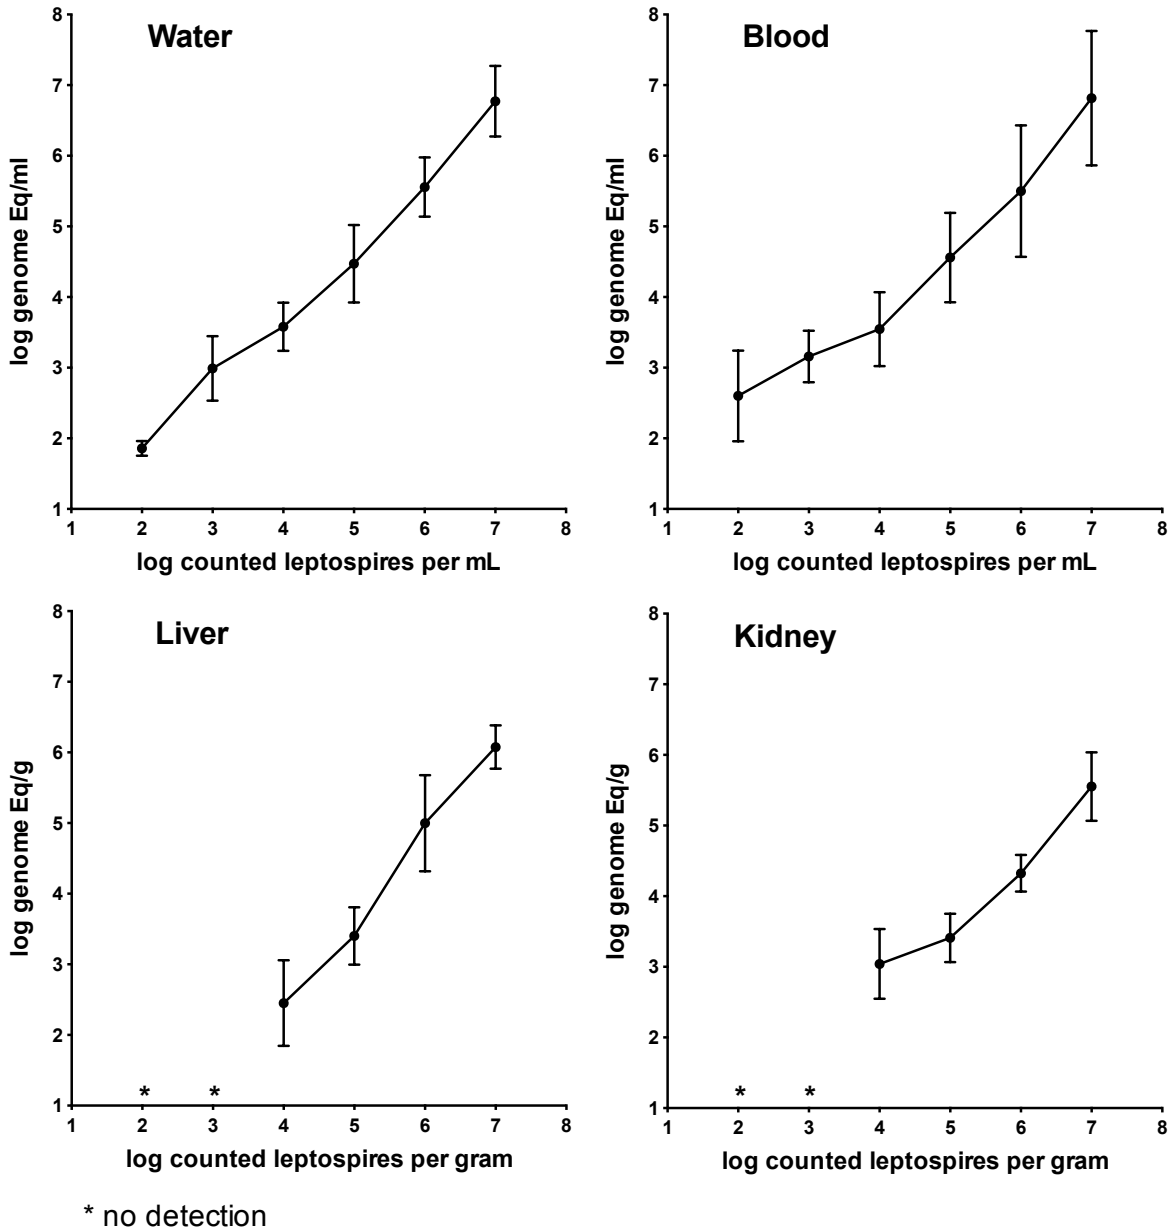 Water
8
7
6
5
4
3
2
1
log genome Eq/ml
1 2 3 4 5 6 7 8
log counted leptospires per mL
Blood
8
7
6
5
4
3
2
1
log genome Eq/ml
1 2 3 4 5 6 7 8
log counted leptospires per mL
Liver
8
7
6
5
4
3
2
1
log genome Eq/g
* *
1 2 3 4 5 6 7 8
log counted leptospires per gram
Kidney
8
7
6
5
4
3
2
1
log genome Eq/g
* *
1 2 3 4 5 6 7 8
log counted leptospires per gram
* no detection